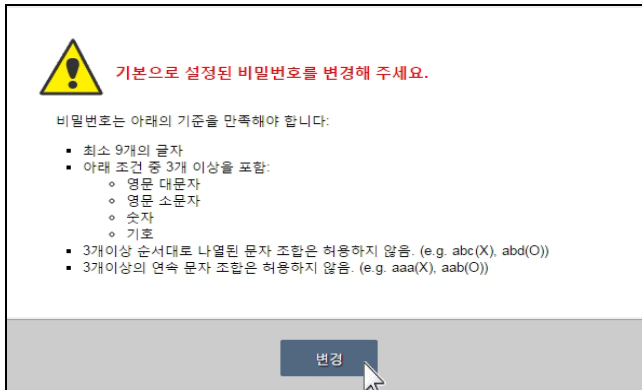 기본으로 설정된 비밀번호를 변경해 주세요.
비밀번호는 아래의 기준을 만족해야 합니다:
최소 9개의 글자
아래 조건 중 3개 이상을 포함:
영문 대문자
영문 소문자
숫자
기호
3개이상 순서대로 나열된 문자 조합은 허용하지 않음. (e.g. abc(X), abd(O))
3개이상의 연속 문자 조합은 허용하지 않음. (e.g. aaa(X), aab(O))
변경